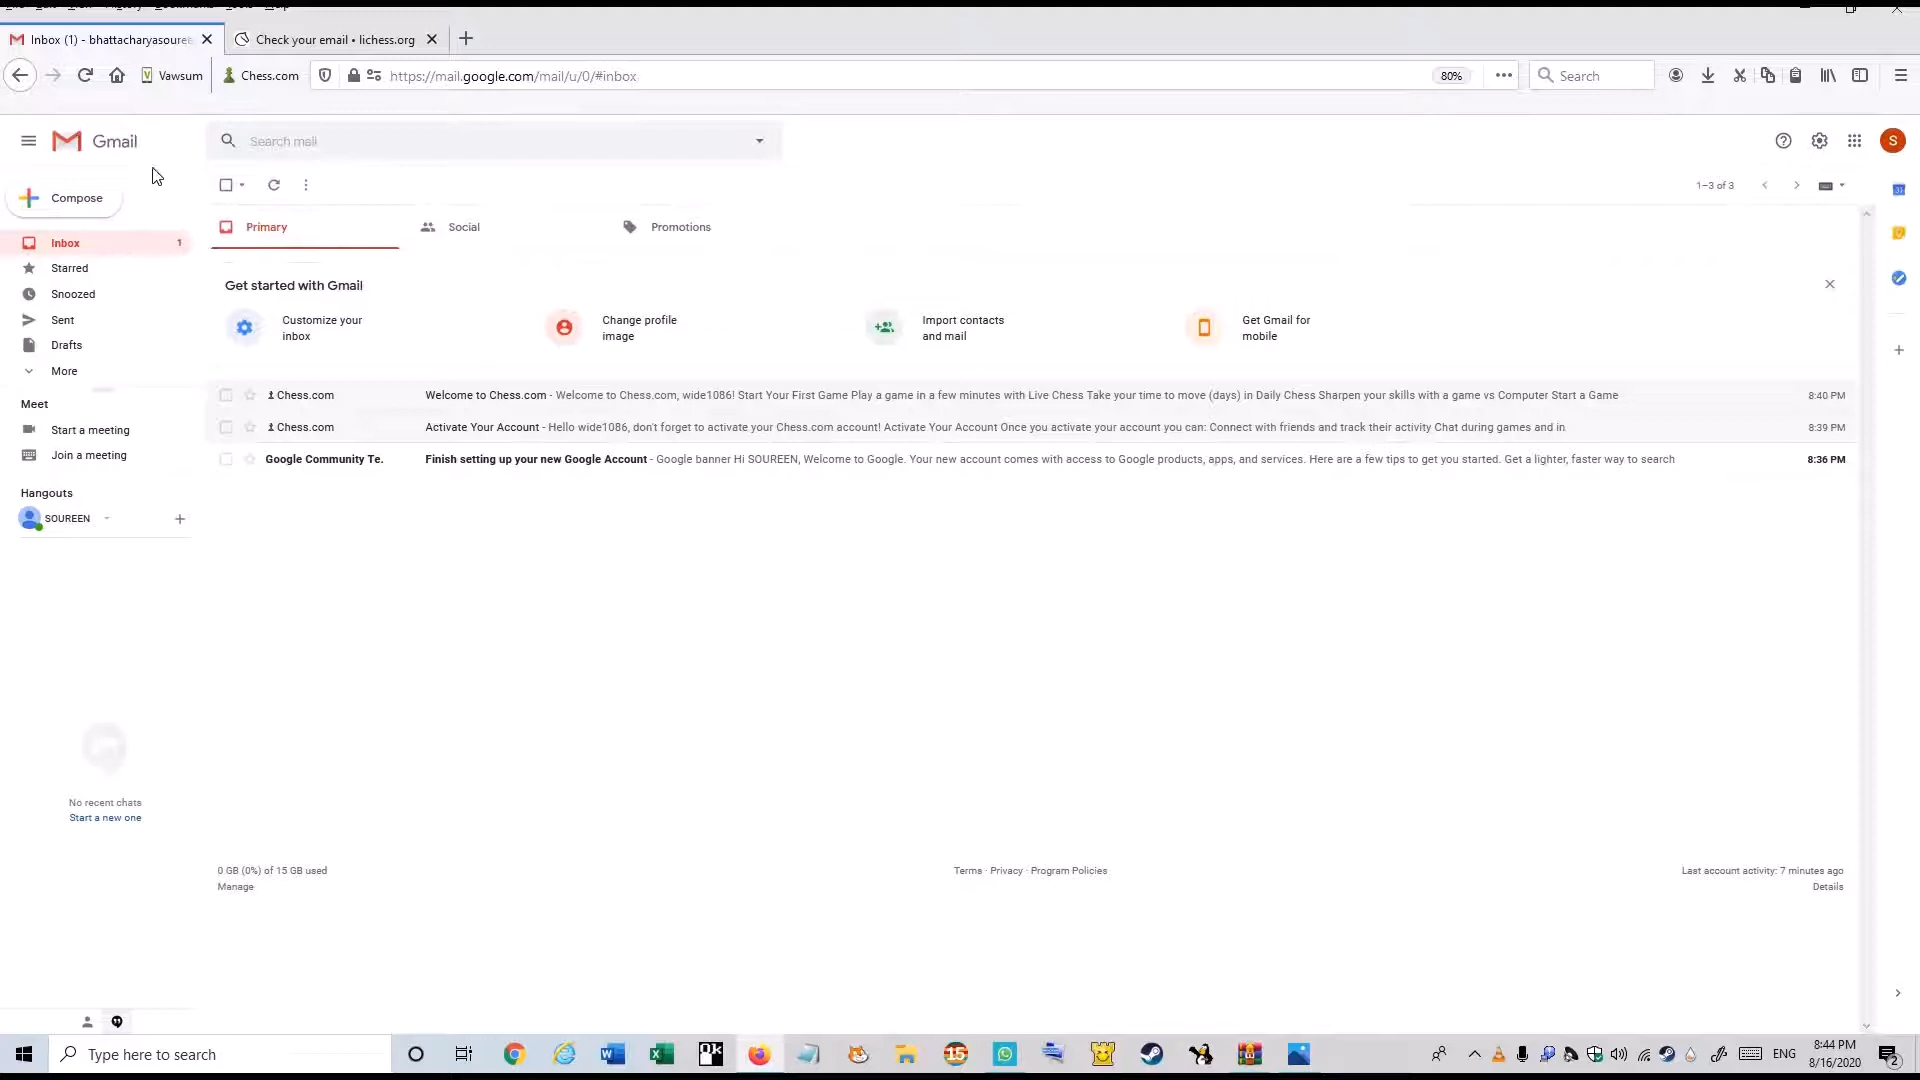 Inbox (1) - bhattacharyasouree
Check your email • lichess.org
Vawsum
Chess.com
https://mail.google.com/mail/u/0/#inbox
80%
Search
Gmail
Search mail
S
Compose
1–3 of 3
Primary
Social
Promotions
Inbox 1
Starred
Snoozed
Sent
Drafts
More
Get started with Gmail
Customize your
inbox
Change profile
image
Import contacts
and mail
Get Gmail for
mobile
Chess.com Welcome to Chess.com - Welcome to Chess.com, wide1086! Start Your First Game Play a game in a few minutes with Live Chess Take your time to move (days) in Daily Chess Sharpen your skills with a game vs Computer Start a Game 8:40 PM
Chess.com Activate Your Account - Hello wide1086, don't forget to activate your Chess.com account! Activate Your Account Once you activate your account you can: Connect with friends and track their activity Chat during games and in 8:39 PM
Google Community Te. Finish setting up your new Google Account - Google banner Hi SOUREEN, Welcome to Google. Your new account comes with access to Google products, apps, and services. Here are a few tips to get you started. Get a lighter, faster way to search 8:36 PM
Meet
Start a meeting
Join a meeting
Hangouts
SOUREEN
No recent chats
Start a new one
0 GB (0%) of 15 GB used
Manage
Terms · Privacy · Program Policies
Last account activity: 7 minutes ago
Details
Type here to search
ENG
8:44 PM
8/16/2020
2